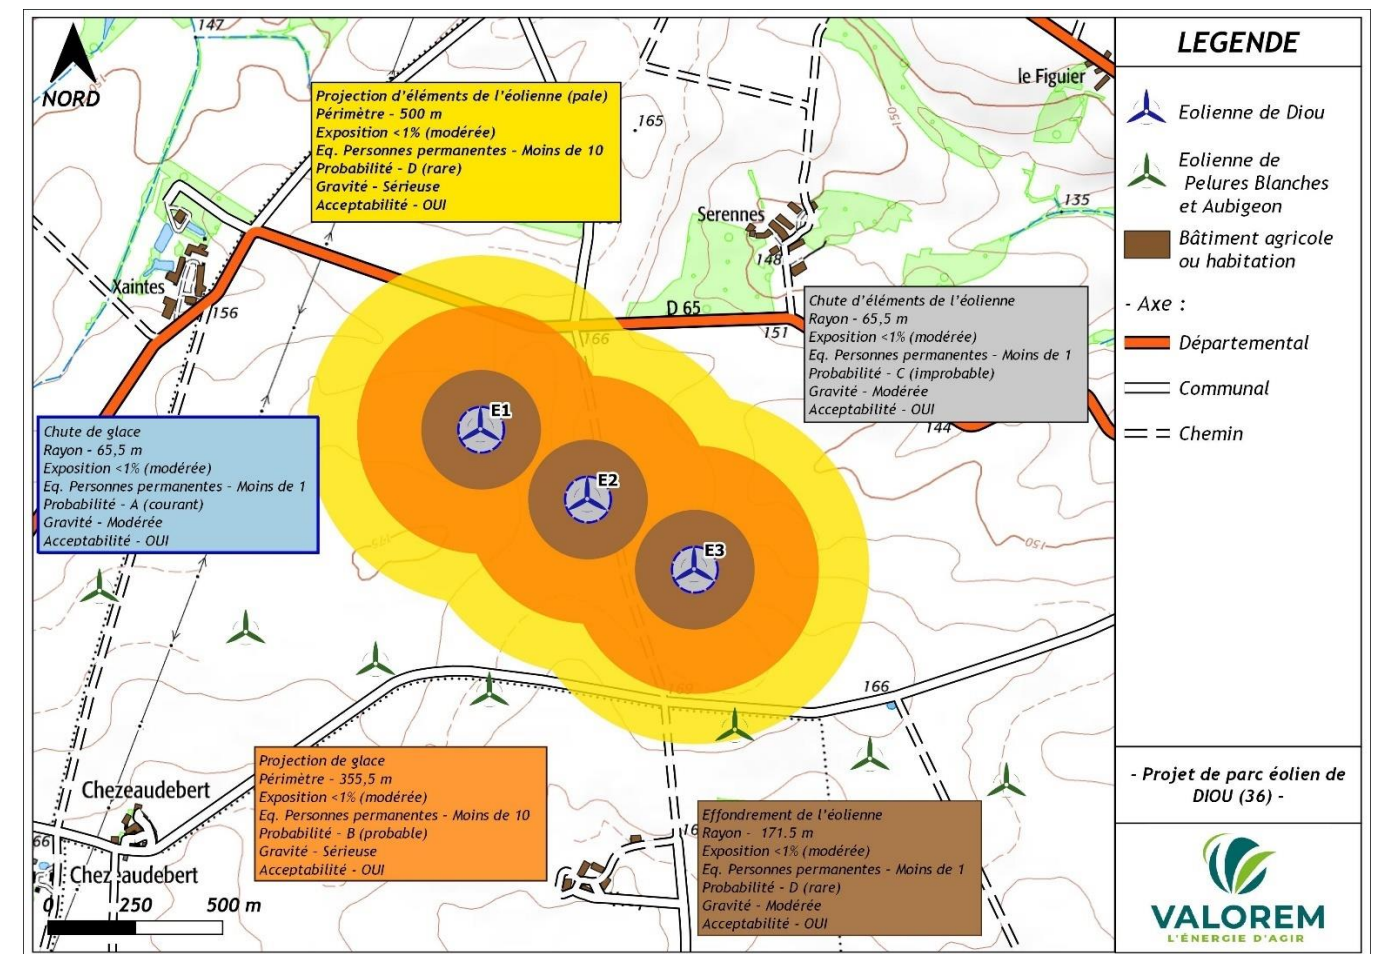 147
NORD
Projection d'éléments de l'éolienne (pale)
Périmètre - 500 m
Exposition <1% (modérée)
Eq. Personnes permanentes - Moins de 10
Probabilité - D (rare)
Gravité - Sérieuse
Acceptabilité - OUI
165
150
le Figuier
135
Serennes
148
Xaintes
156
D 65
151
166
Chute d'éléments de l'éolienne
Rayon - 65,5 m
Exposition <1% (modérée)
Eq. Personnes permanentes - Moins de 1
Probabilité - C (improbable)
Gravité - Modérée
Acceptabilité - OUI
144
Chute de glace
Rayon - 65,5 m
Exposition <1% (modérée)
Eq. Personnes permanentes - Moins de 1
Probabilité - A (courant)
Gravité - Modérée
Acceptabilité - OUI
E1
E2
E3
150
166
Projection de glace
Périmètre - 355,5 m
Exposition <1% (modérée)
Eq. Personnes permanentes - Moins de 10
Probabilité - B (probable)
Gravité - Sérieuse
Acceptabilité - OUI
Effondrement de l'éolienne
Rayon - 171.5 m
Exposition <1% (modérée)
Eq. Personnes permanentes - Moins de 1
Probabilité - D (rare)
Gravité - Modérée
Acceptabilité - OUI
Chezeaudebert
66
Chezeaudebert
0 250 500 m
LEGENDE
Eolienne de Diou
Eolienne de
Pelures Blanches
et Aubigeon
Bâtiment agricole
ou habitation
- Axe :
Départemental
Communal
Chemin
- Projet de parc éolien de
DIOU (36) -
VALOREM
L'ÉNERGIE D'AGIR